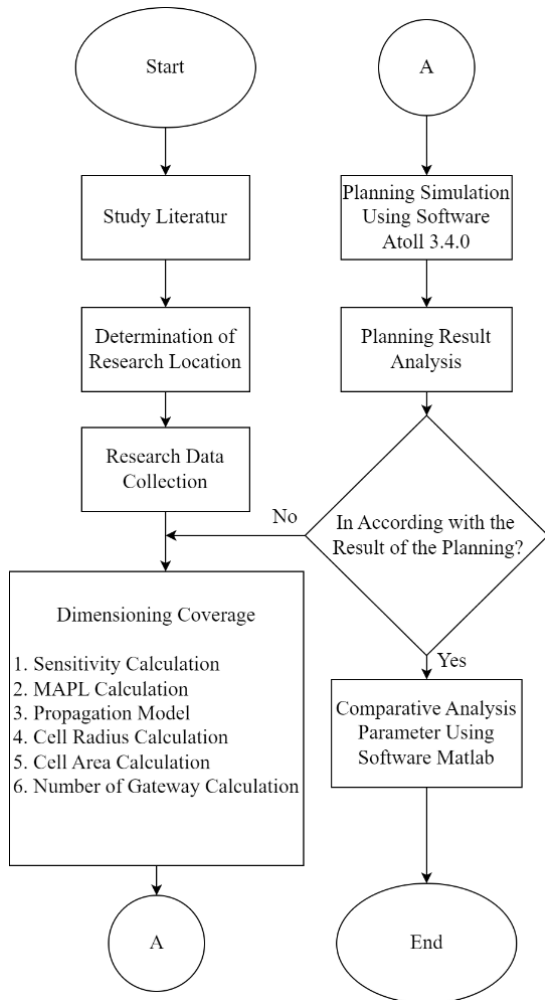 Start
Study Literatur
Determination of
Research Location
Research Data
Collection
Dimensioning Coverage
1. Sensitivity Calculation
2. MAPL Calculation
3. Propagation Model
4. Cell Radius Calculation
5. Cell Area Calculation
6. Number of Gateway Calculation
A
A
Planning Simulation
Using Software
Atoll 3.4.0
Planning Result
Analysis
In According with the
Result of the Planning?
No
Yes
Comparative Analysis
Parameter Using
Software Matlab
End